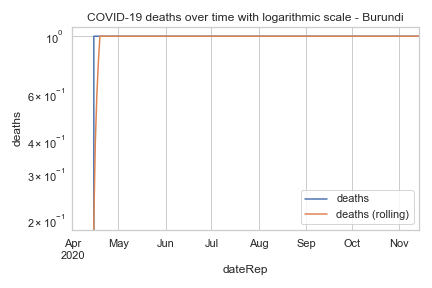 COVID-19 deaths over time with logarithmic scale - Burundi
10⁰
6 × 10⁻¹
4 × 10⁻¹
3 × 10⁻¹
2 × 10⁻¹
deaths
deaths
deaths (rolling)
Apr May Jun Jul Aug Sep Oct Nov
2020
dateRep